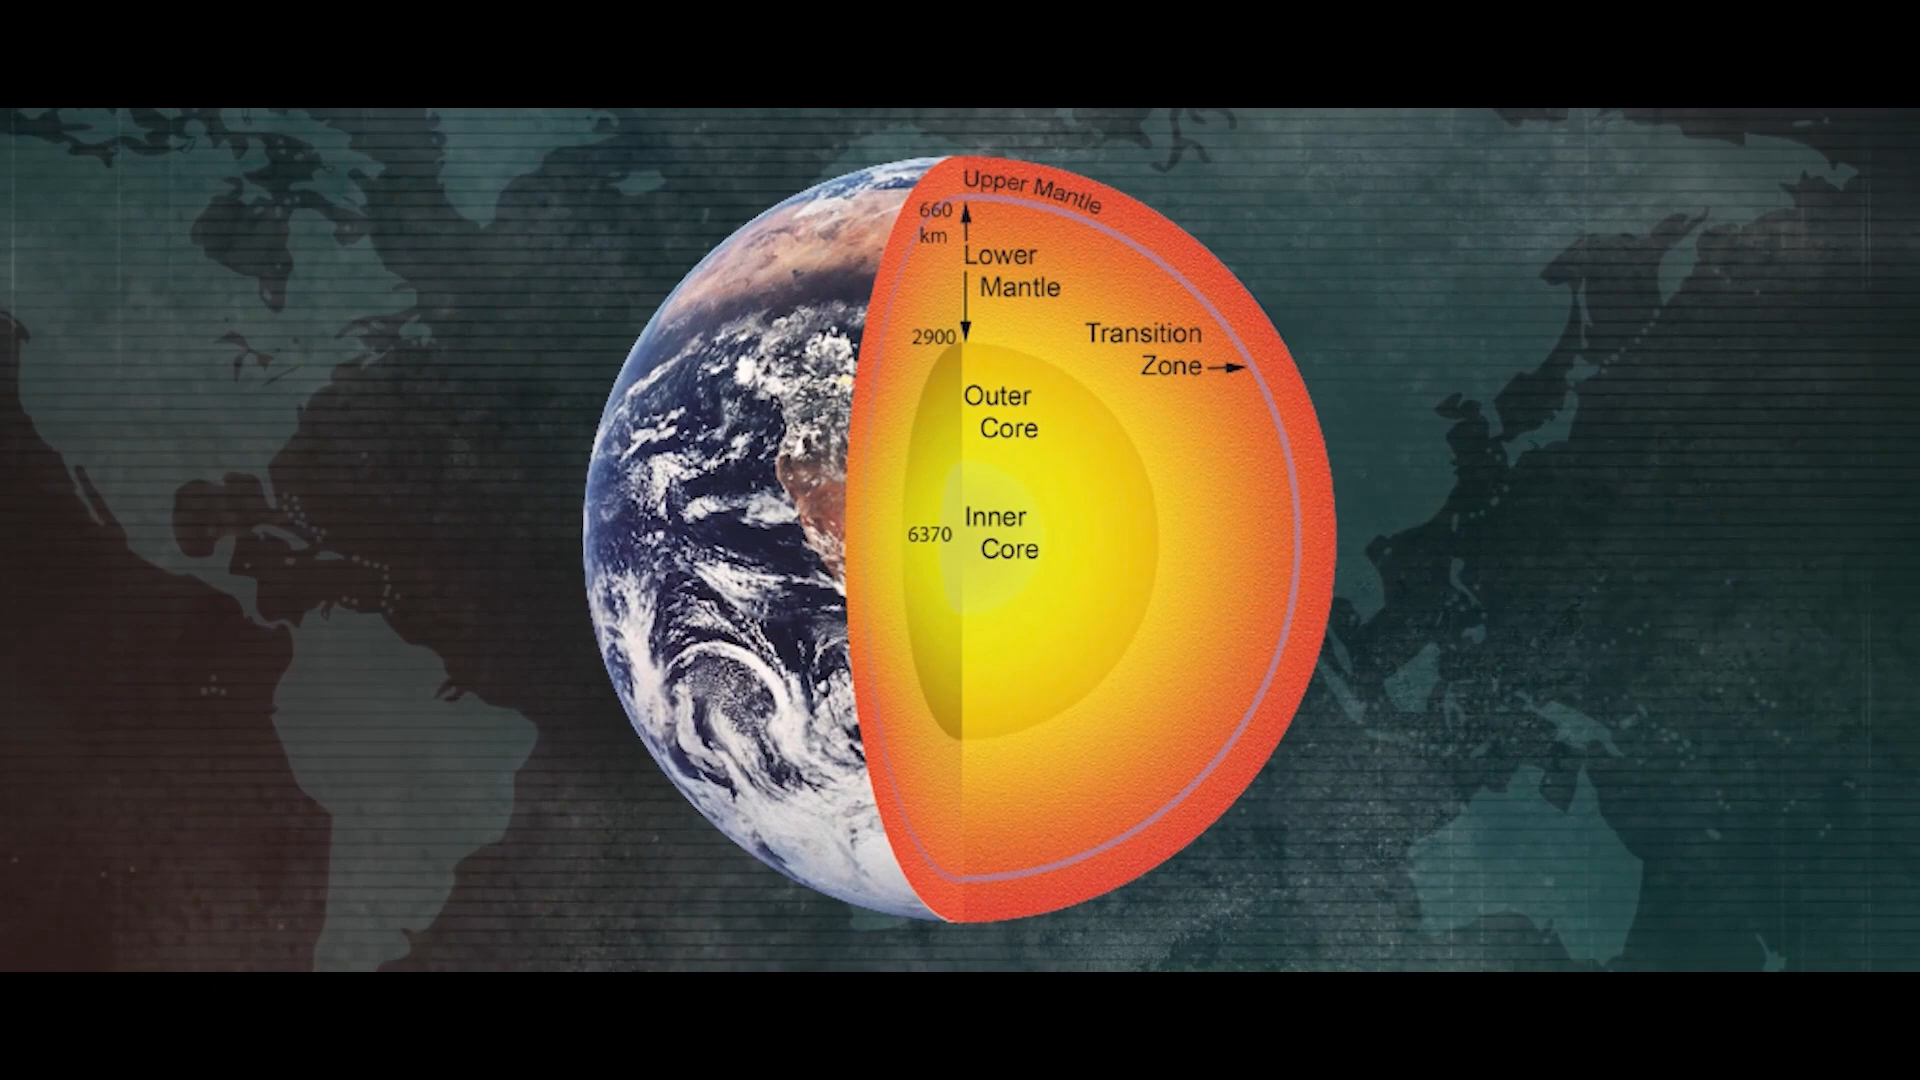 Upper Mantle
660
km
Lower
Mantle
2900
Transition
Zone
Outer
Core
6370
Inner
Core